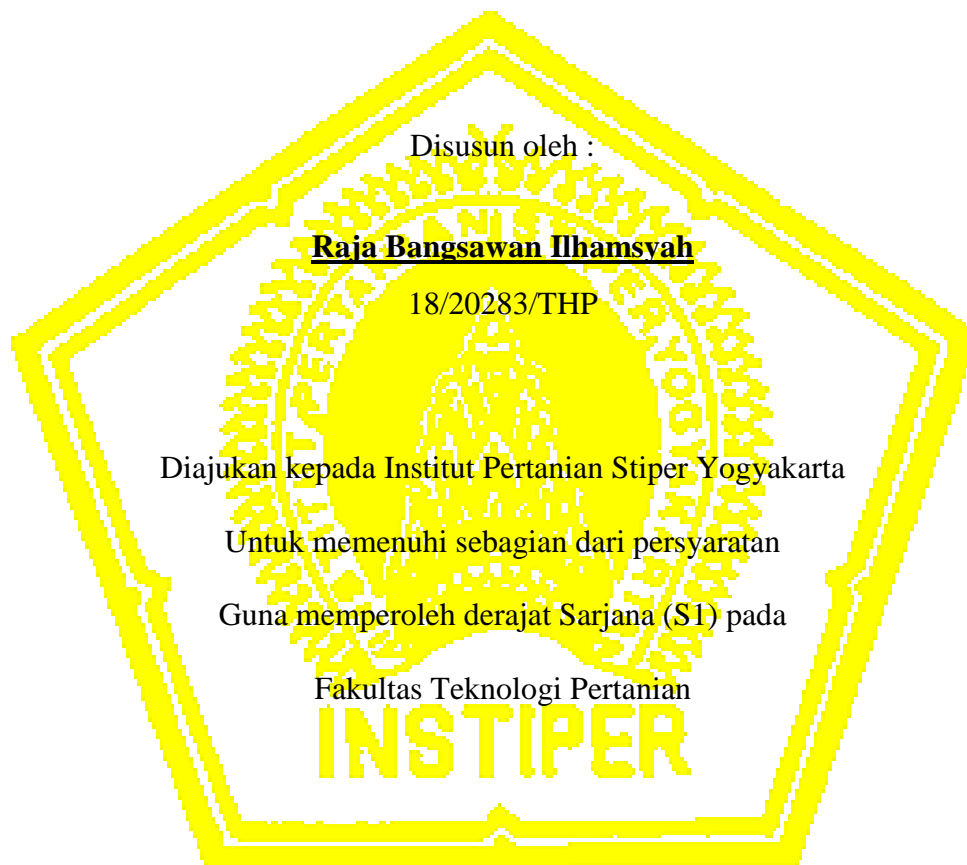 Disusun oleh :
Raja Bangsawan Ilhamsyah
18/20283/THP
Diajukan kepada Institut Pertanian Stiper Yogyakarta
Untuk memenuhi sebagian dari persyaratan
Guna memperoleh derajat Sarjana (S1) pada
Fakultas Teknologi Pertanian
INSTIPER